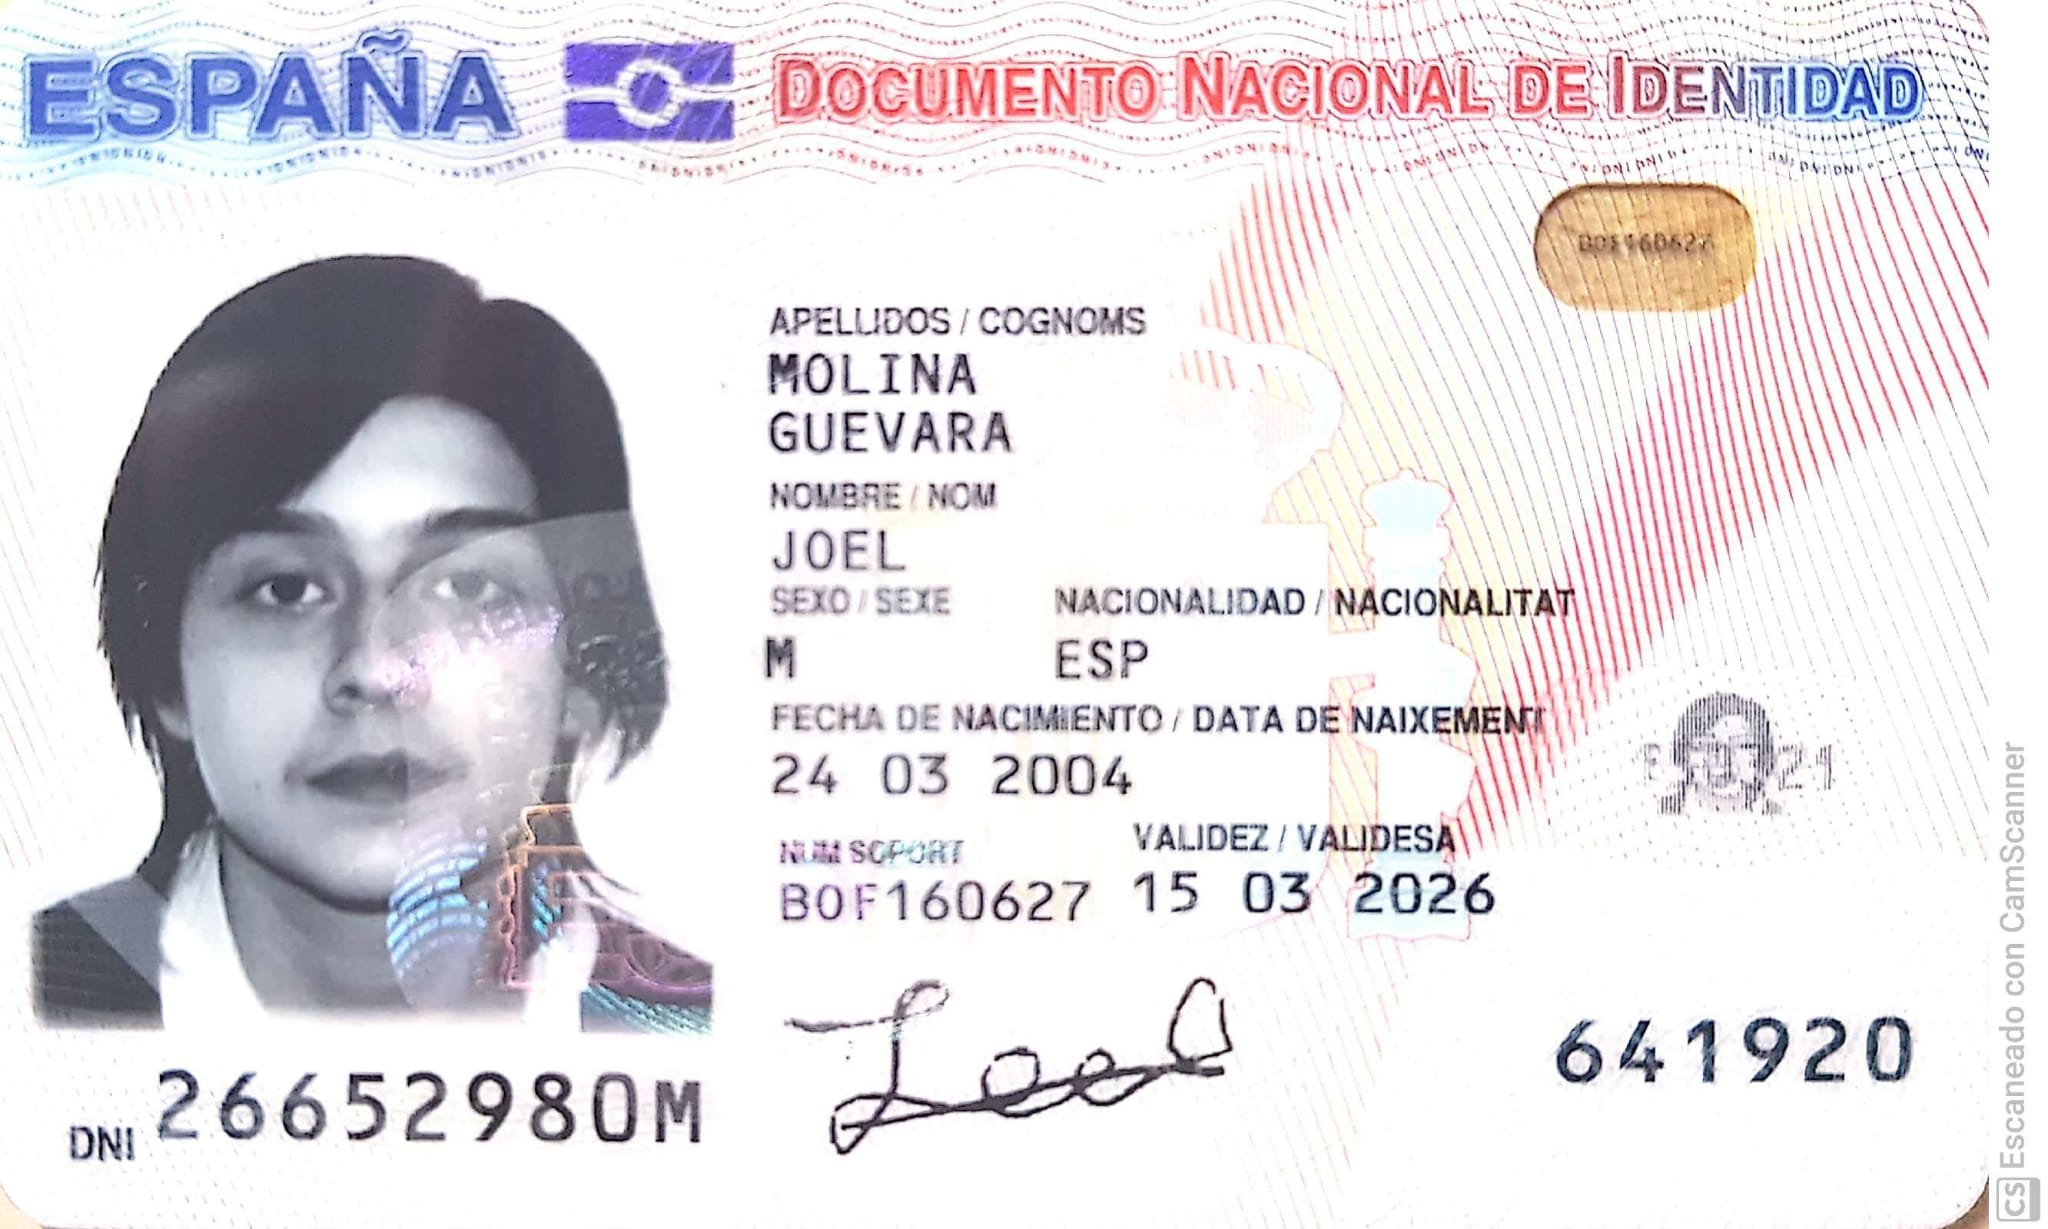 ESPAÑA DOCUMENTO NACIONAL DE IDENTIDAD
BOF160627
APELLIDOS / COGNOMS
MOLINA
GUEVARA
NOMBRE / NOM
JOEL
SEXO / SEXE NACIONALIDAD / NACIONALITAT
M ESP
FECHA DE NACIMIENTO / DATA DE NAIXEMENT
24 03 2004
NUM SOPORT VALIDEZ / VALIDESA
BOF160627 15 03 2026
Joel
DNI 26652980M
641920
CS Escaneado con CamScanner